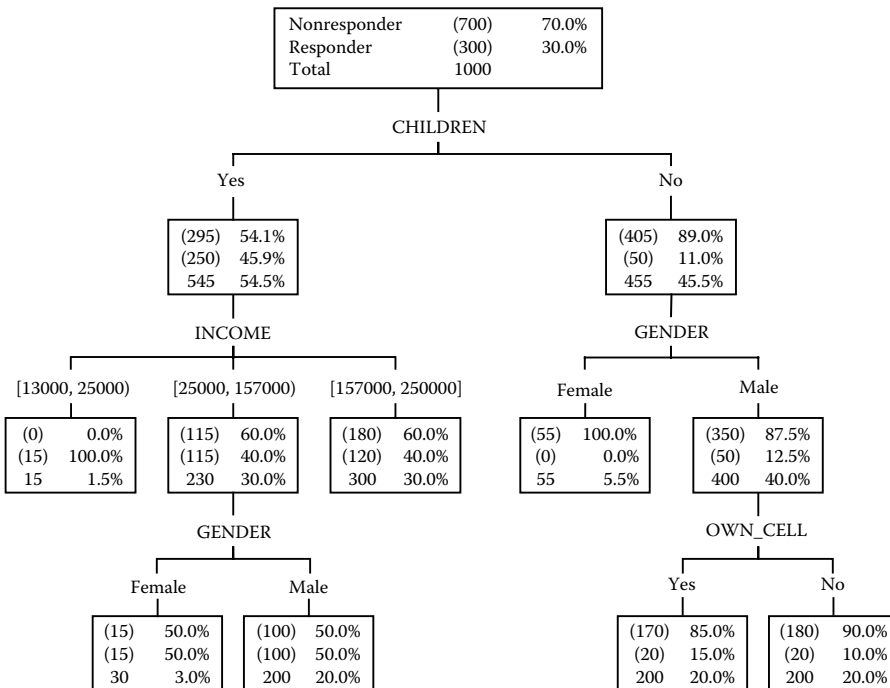 Nonresponder (700) 70.0%
Responder (300) 30.0%
Total 1000
CHILDREN
Yes No
(295) 54.1% (405) 89.0%
(250) 45.9% (50) 11.0%
545 54.5% 455 45.5%
INCOME GENDER
[13000, 25000) [25000, 157000) [157000, 250000] Female Male
(0) 0.0% (115) 60.0% (180) 60.0% (55) 100.0% (350) 87.5%
(15) 100.0% (115) 40.0% (120) 40.0% (0) 0.0% (50) 12.5%
15 1.5% 230 30.0% 300 30.0% 55 5.5% 400 40.0%
GENDER OWN_CELL
Female Male Yes No
(15) 50.0% (100) 50.0% (170) 85.0% (180) 90.0%
(15) 50.0% (100) 50.0% (20) 15.0% (20) 10.0%
30 3.0% 200 20.0% 200 20.0% 200 20.0%